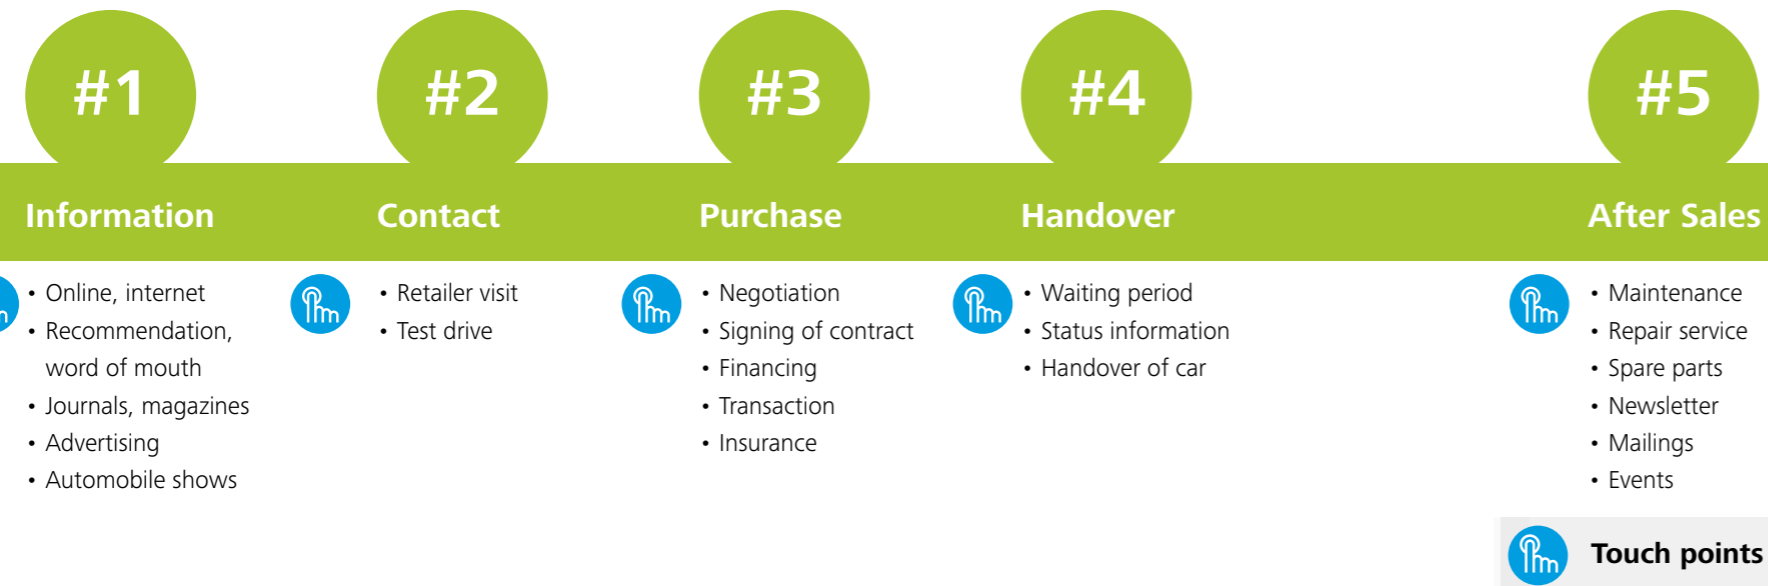 #1
#2
#3
#4
#5
Information
Contact
Purchase
Handover
After Sales
• Online, internet
• Recommendation,
word of mouth
• Journals, magazines
• Advertising
• Automobile shows
• Retailer visit
• Test drive
• Negotiation
• Signing of contract
• Financing
• Transaction
• Insurance
• Waiting period
• Status information
• Handover of car
• Maintenance
• Repair service
• Spare parts
• Newsletter
• Mailings
• Events
Touch points